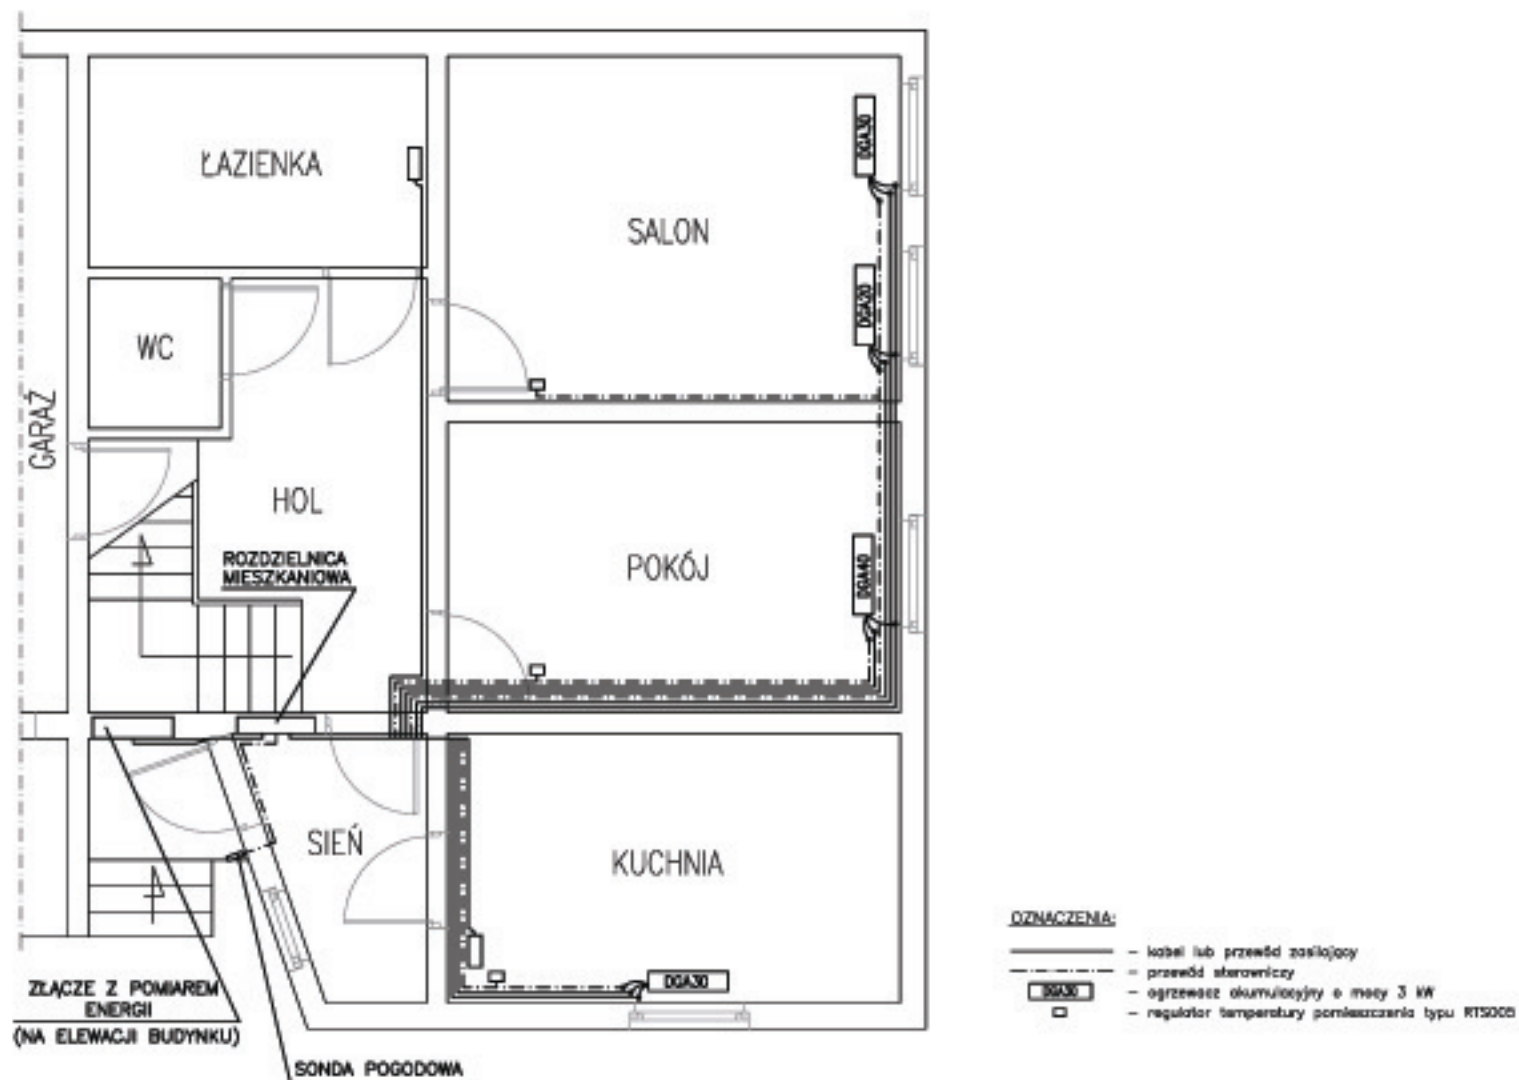 ŁAZIENKA
SALON
DGA30
DGA20
WC
GARAŻ
HOL
ROZDZIELNICA
MIESZKANIOWA
POKÓJ
DGA40
SIEŃ
KUCHNIA
DGA30
ZŁĄCZE Z POMIAREM
ENERGII
(NA ELEWACJI BUDYNKU)
SONDA POGODOWA
OZNACZENIA:
– kabel lub przewód zasilający
– przewód sterowniczy
DGA30 – ogrzewacz akumulacyjny o mocy 3 kW
– regulator temperatury pomieszczenia typu